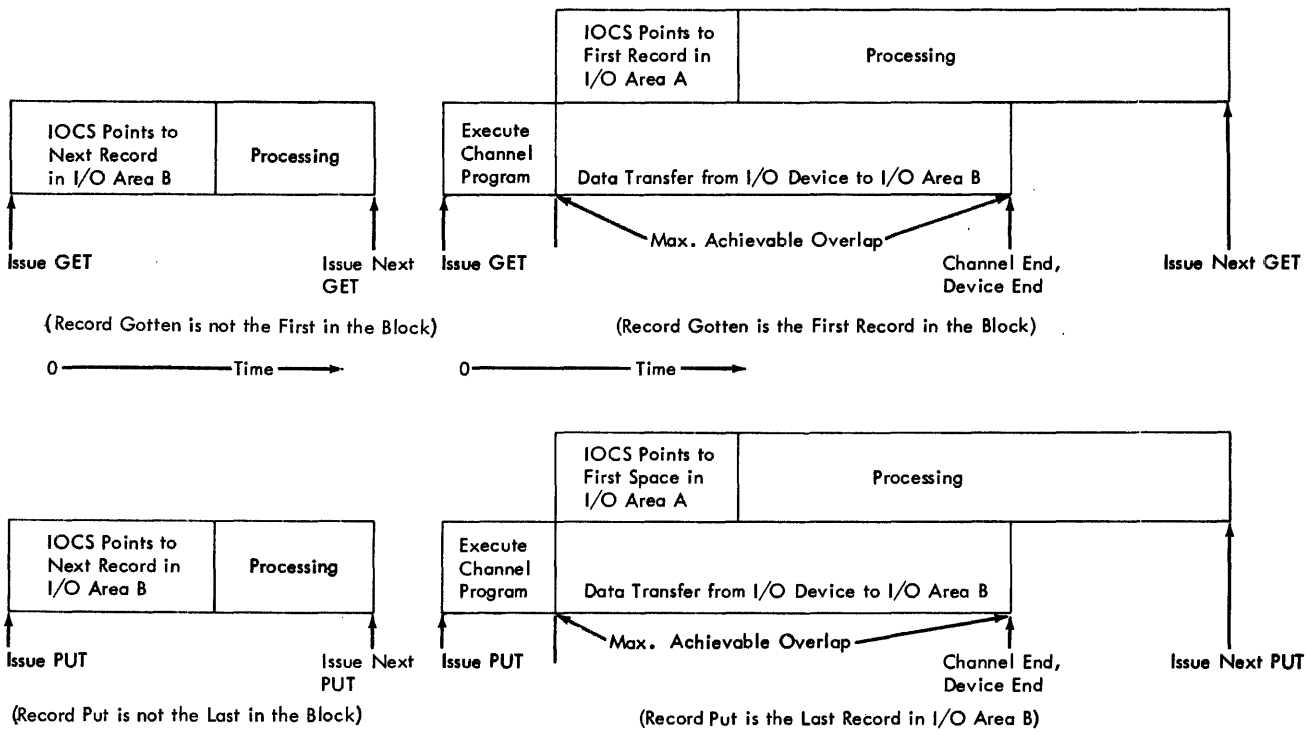 IOCS Points to
First Record in
I/O Area A
Processing
IOCS Points to
Next Record
in I/O Area B
Processing
Execute
Channel
Program
Data Transfer from I/O Device to I/O Area B
Max. Achievable Overlap
Issue GET
Issue Next
GET
Issue GET
Channel End,
Device End
Issue Next GET
(Record Gotten is not the First in the Block)
(Record Gotten is the First Record in the Block)
0
Time
0
Time
IOCS Points to
First Space in
I/O Area A
Processing
IOCS Points to
Next Record in
I/O Area B
Processing
Execute
Channel
Program
Data Transfer from I/O Device to I/O Area B
Max. Achievable Overlap
Issue PUT
Issue Next
PUT
Issue PUT
Channel End,
Device End
Issue Next PUT
(Record Put is not the Last in the Block)
(Record Put is the Last Record in I/O Area B)